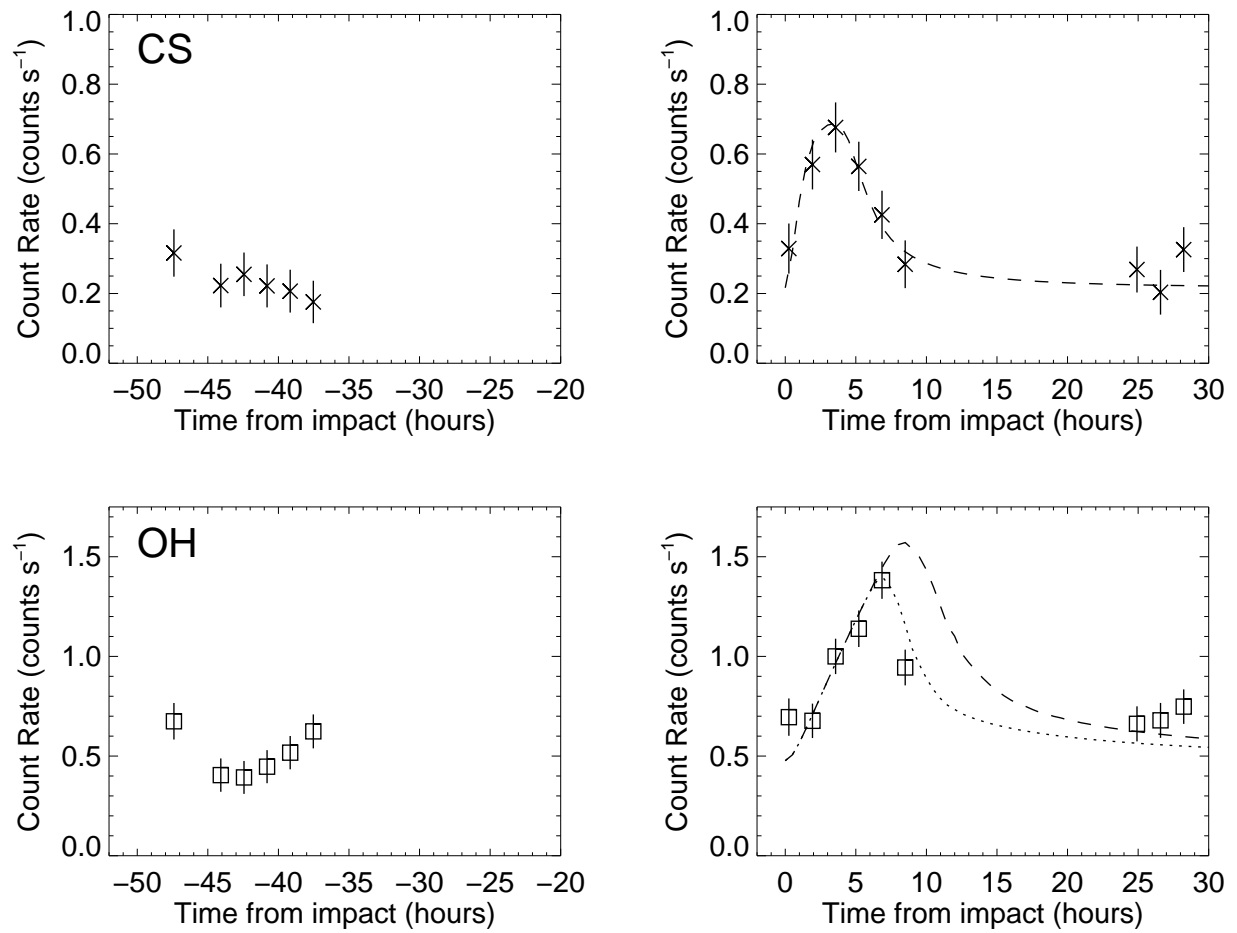 CS
Count Rate (counts s⁻¹)
1.0
0.8
0.6
0.4
0.2
0.0
−50 −45 −40 −35 −30 −25 −20
Time from impact (hours)
Count Rate (counts s⁻¹)
1.0
0.8
0.6
0.4
0.2
0.0
0 5 10 15 20 25 30
Time from impact (hours)
OH
Count Rate (counts s⁻¹)
1.5
1.0
0.5
0.0
−50 −45 −40 −35 −30 −25 −20
Time from impact (hours)
Count Rate (counts s⁻¹)
1.5
1.0
0.5
0.0
0 5 10 15 20 25 30
Time from impact (hours)